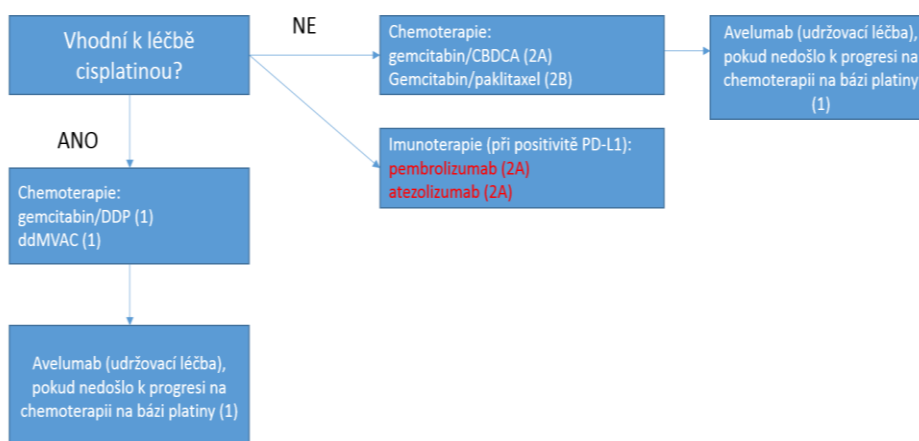 Vhodní k léčbě
cisplatinou?
NE
Chemoterapie:
gemcitabin/CBDCA (2A)
Gemcitabin/paklitaxel (2B)
Avelumab (udržovací léčba),
pokud nedošlo k progresi na
chemoterapii na bázi platiny
(1)
Imunoterapie (při positivitě PD-L1):
pembrolizumab (2A)
atezolizumab (2A)
ANO
Chemoterapie:
gemcitabin/DDP (1)
ddMVAC (1)
Avelumab (udržovací léčba),
pokud nedošlo k progresi na
chemoterapii na bázi platiny (1)